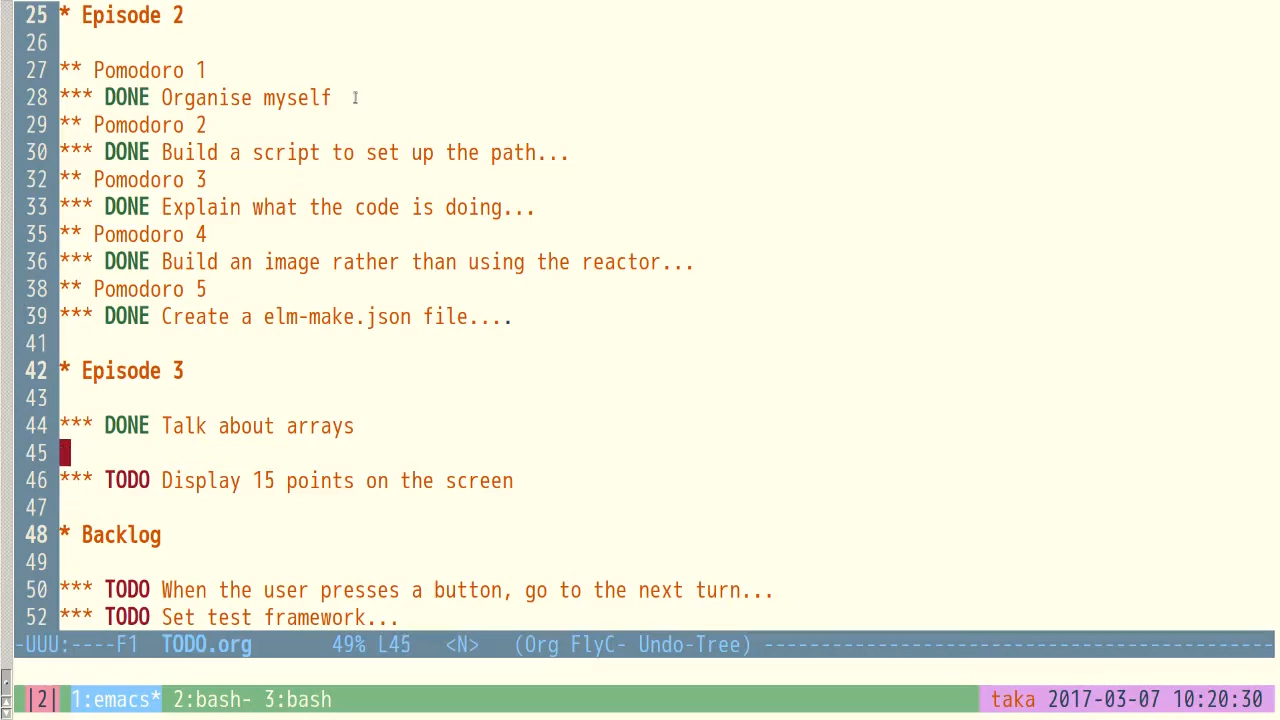 25 * Episode 2
26
27 ** Pomodoro 1
28 *** DONE Organise myself
29 ** Pomodoro 2
30 *** DONE Build a script to set up the path...
32 ** Pomodoro 3
33 *** DONE Explain what the code is doing...
35 ** Pomodoro 4
36 *** DONE Build an image rather than using the reactor...
38 ** Pomodoro 5
39 *** DONE Create a elm-make.json file....
41
42 * Episode 3
43
44 *** DONE Talk about arrays
45
46 *** TODO Display 15 points on the screen
47
48 * Backlog
49
50 *** TODO When the user presses a button, go to the next turn...
52 *** TODO Set test framework...
-UUU:----F1  TODO.org       49% L45   <N>   (Org FlyC- Undo-Tree) ---------------------------------------------
|2| 1:emacs* 2:bash- 3:bash taka 2017-03-07 10:20:30